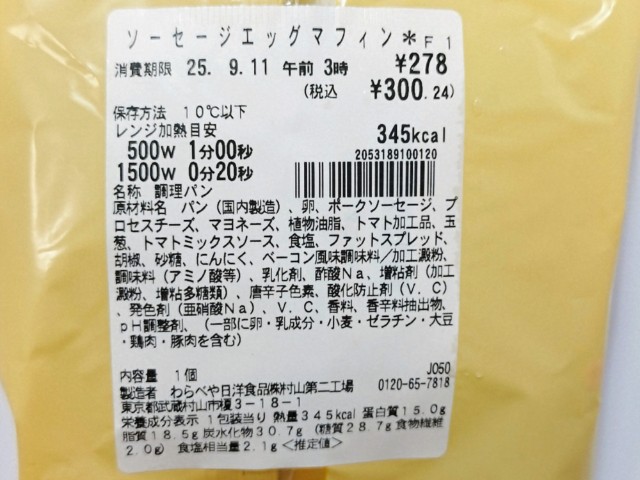 ソーセージエッグマフィン＊F1
消費期限 25. 9.11 午前 3時 ¥278
(税込 ¥300.24)
保存方法 10℃以下
レンジ加熱目安 345kcal
500W 1分00秒
2053189100120
1500W 0分20秒
名称 調理パン
原材料名 パン(国内製造)、卵、ポークソーセージ、プ
ロセスチーズ、マヨネーズ、植物油脂、トマト加工品、玉
葱、トマトミックスソース、食塩、ファットスプレッド、
胡椒、砂糖、にんにく、ベーコン風味調味料/加工澱粉、
調味料(アミノ酸等)、乳化剤、酢酸Na、増粘剤(加工
澱粉、増粘多糖類)、唐辛子色素、酸化防止剤(V.C
)、発色剤(亜硝酸Na)、V.C、香料、香辛料抽出物、
pH調整剤、(一部に卵・乳成分・小麦・ゼラチン・大豆
・鶏肉・豚肉を含む)
内容量 1個 J050
製造者 わらべや日洋食品㈱村山第二工場 0120-65-7818
東京都武蔵村山市榎3-18-1
栄養成分表示 1包装当り 熱量345kcal 蛋白質15.0g
脂質18.5g 炭水化物30.7g (糖質28.7g 食物繊維
2.0g) 食塩相当量2.1g<推定値>